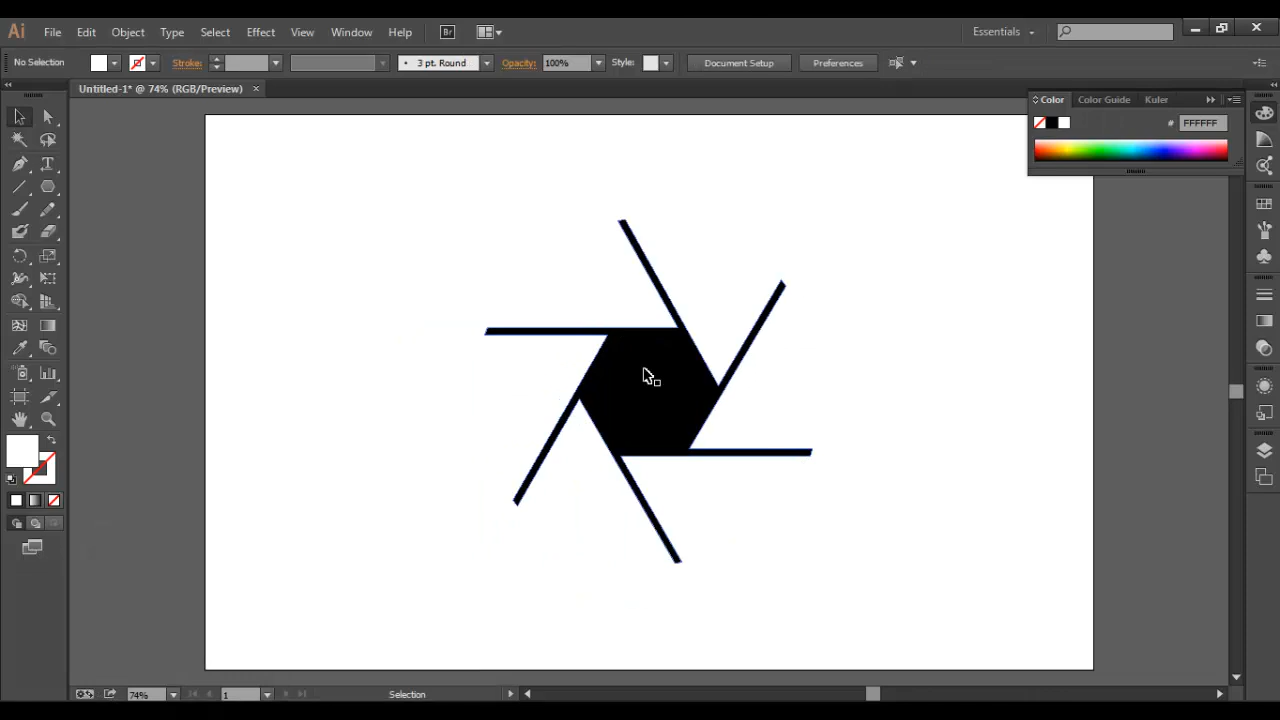 Ai File Edit Object Type Select Effect View Window Help Br Essentials
No Selection Stroke: 3 pt. Round Opacity: 100% Style: Document Setup Preferences
Untitled-1* @ 74% (RGB/Preview) ×
Color Color Guide Kuler
# FFFFFF
74% 1 Selection